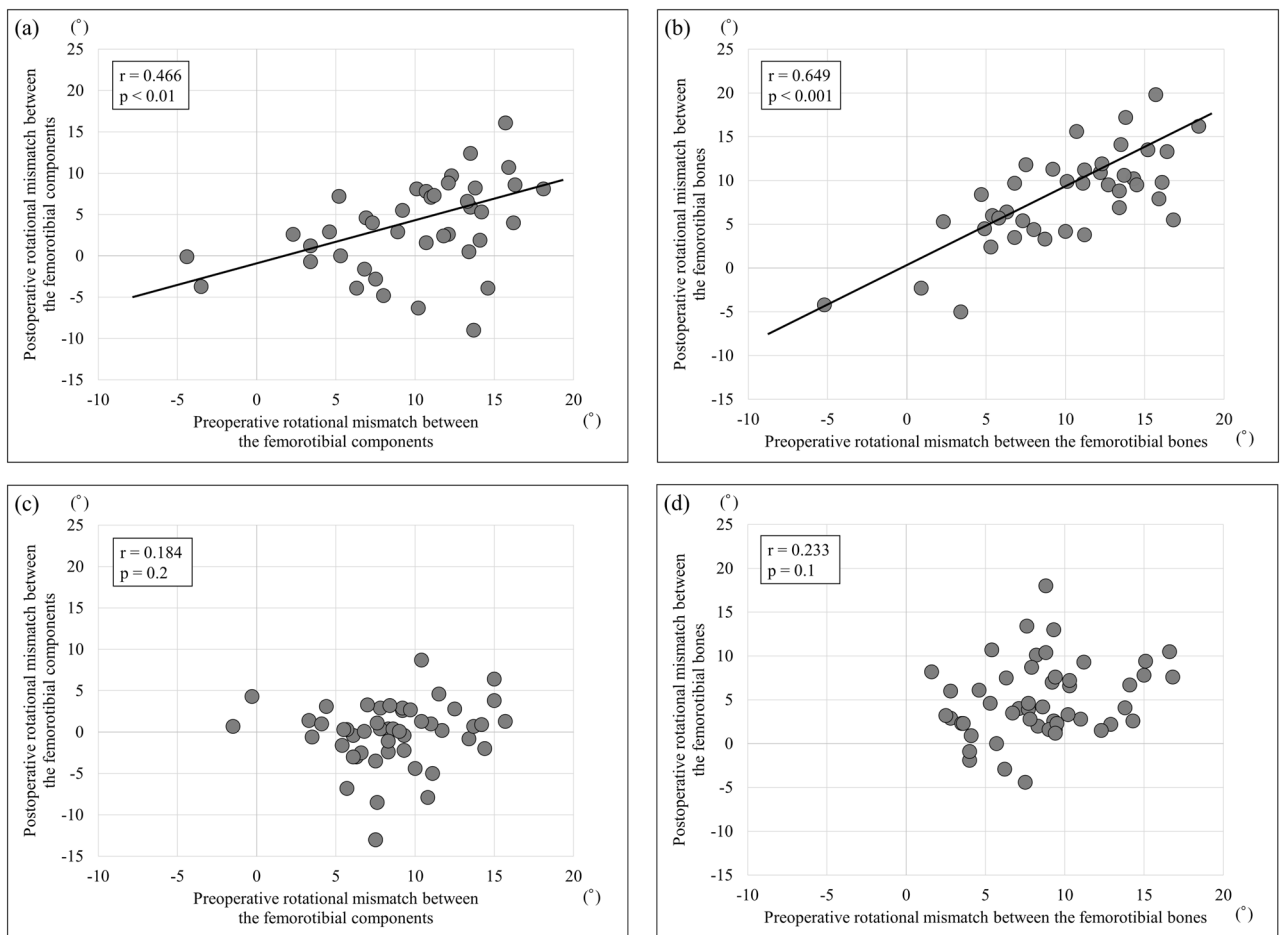 (a)
(°)
25
20
15
10
5
0
-5
-10
-15
r = 0.466
p < 0.01
Postoperative rotational mismatch between
the femorotibial components
-10
-5
0
5
10
15
20
Preoperative rotational mismatch between
the femorotibial components
(°)
(b)
(°)
25
20
15
10
5
0
-5
-10
-15
r = 0.649
p < 0.001
Postoperative rotational mismatch between
the femorotibial bones
-10
-5
0
5
10
15
20
Preoperative rotational mismatch between the femorotibial bones
(°)
(c)
(°)
25
20
15
10
5
0
-5
-10
-15
r = 0.184
p = 0.2
Postoperative rotational mismatch between
the femorotibial components
-10
-5
0
5
10
15
20
Preoperative rotational mismatch between
the femorotibial components
(°)
(d)
(°)
25
20
15
10
5
0
-5
-10
-15
r = 0.233
p = 0.1
Postoperative rotational mismatch between
the femorotibial bones
-10
-5
0
5
10
15
20
Preoperative rotational mismatch between the femorotibial bones
(°)